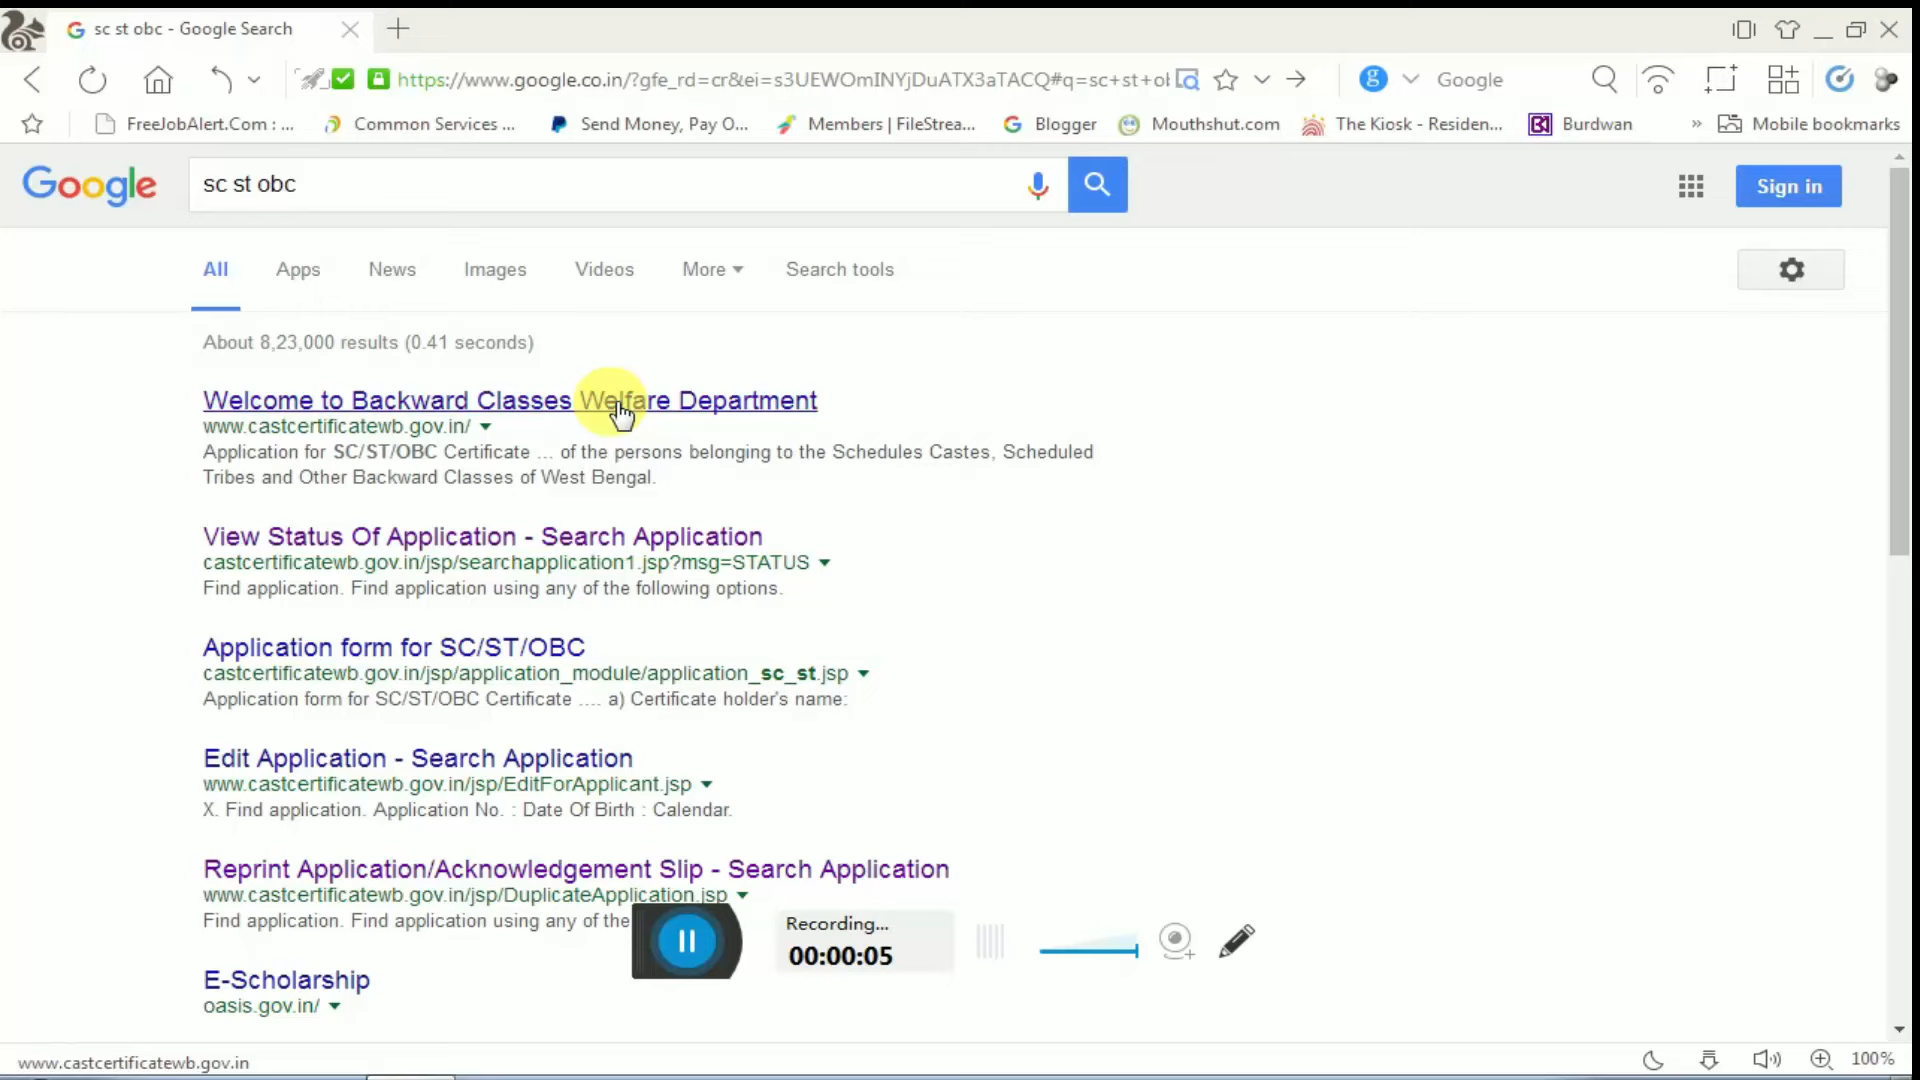 sc st obc - Google Search
https://www.google.co.in/?gfe_rd=cr&ei=s3UEWOmINYjDuATX3aTACQ#q=sc+st+ol
Google
FreeJobAlert.Com : ...
Common Services ...
Send Money, Pay O...
Members | FileStrea...
Blogger
Mouthshut.com
The Kiosk - Residen...
Burdwan
»
Mobile bookmarks
Google
sc st obc
Sign in
All
Apps
News
Images
Videos
More
Search tools
About 8,23,000 results (0.41 seconds)
Welcome to Backward Classes Welfare Department
www.castcertificatewb.gov.in/
Application for SC/ST/OBC Certificate ... of the persons belonging to the Schedules Castes, Scheduled
Tribes and Other Backward Classes of West Bengal.
View Status Of Application - Search Application
castcertificatewb.gov.in/jsp/searchapplication1.jsp?msg=STATUS
Find application. Find application using any of the following options.
Application form for SC/ST/OBC
castcertificatewb.gov.in/jsp/application_module/application_sc_st.jsp
Application form for SC/ST/OBC Certificate .... a) Certificate holder's name:
Edit Application - Search Application
www.castcertificatewb.gov.in/jsp/EditForApplicant.jsp
X. Find application. Application No. : Date Of Birth : Calendar.
Reprint Application/Acknowledgement Slip - Search Application
www.castcertificatewb.gov.in/jsp/DuplicateApplication.jsp
Find application. Find application using any of the
Recording...
00:00:05
E-Scholarship
oasis.gov.in/
www.castcertificatewb.gov.in
100%